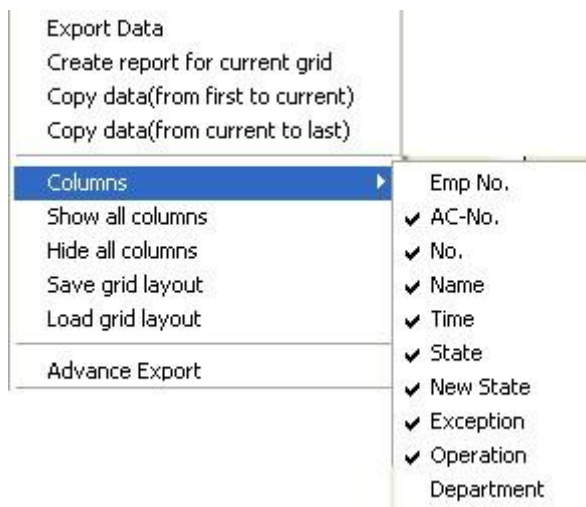 Export Data
Create report for current grid
Copy data(from first to current)
Copy data(from current to last)
Columns
Show all columns
Hide all columns
Save grid layout
Load grid layout
Advance Export
Emp No.
AC-No.
No.
Name
Time
State
New State
Exception
Operation
Department